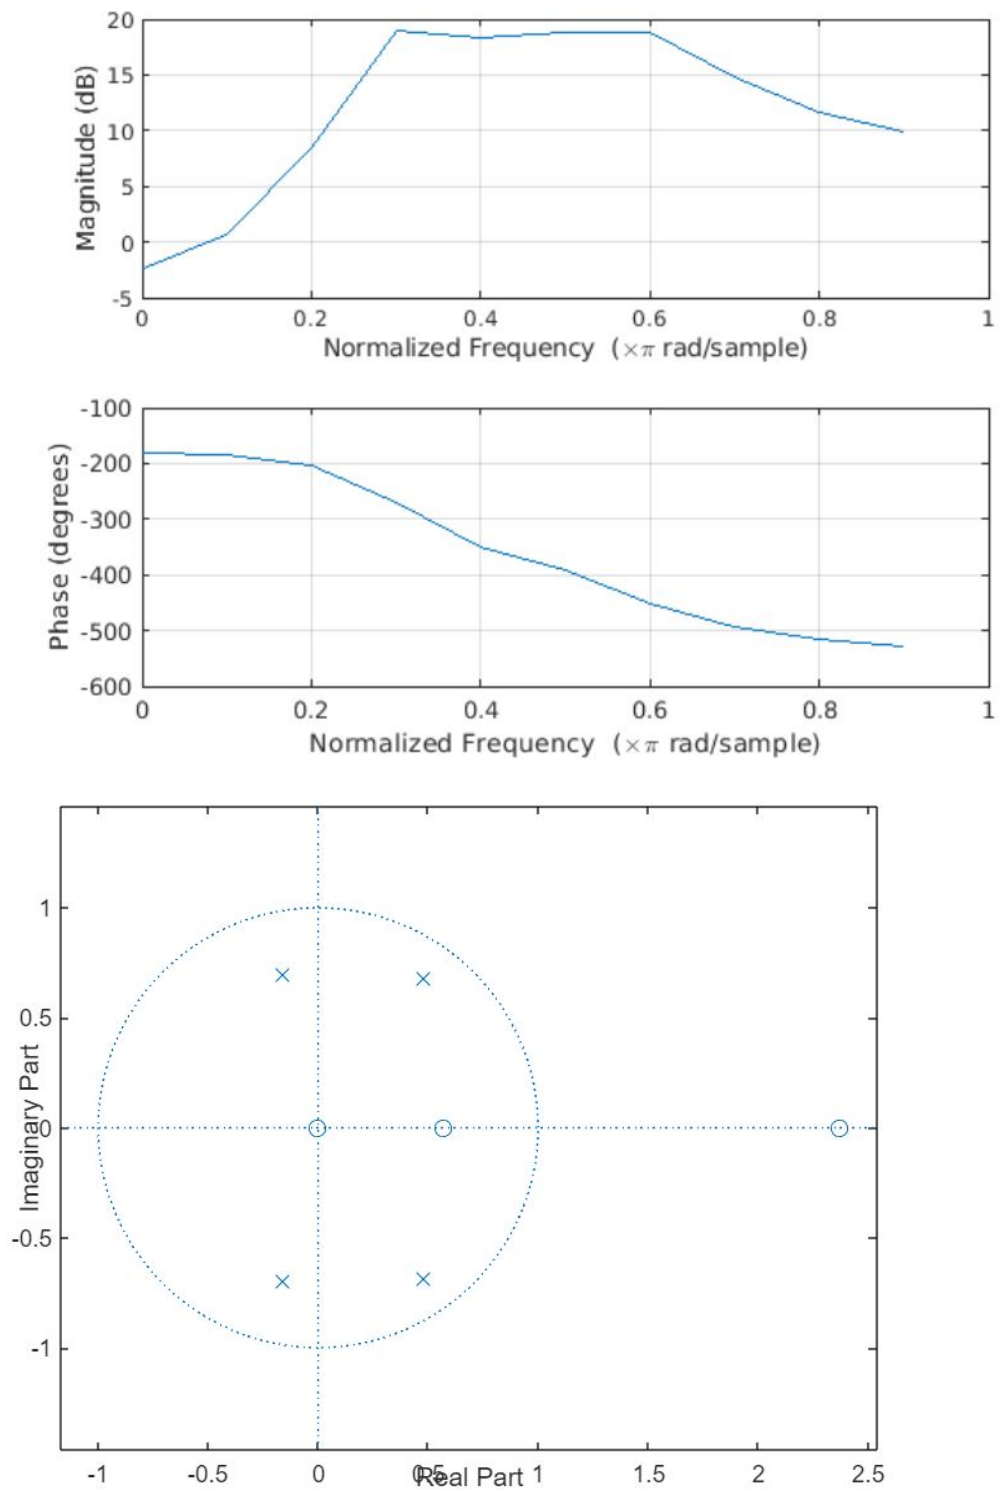 20
15
10
5
0
-5
Magnitude (dB)
0 0.2 0.4 0.6 0.8 1
Normalized Frequency (×π rad/sample)
-100
-200
-300
-400
-500
-600
Phase (degrees)
0 0.2 0.4 0.6 0.8 1
Normalized Frequency (×π rad/sample)
1
0.5
0
-0.5
-1
Imaginary Part
-1 -0.5 0 0.5 1 1.5 2 2.5
Real Part